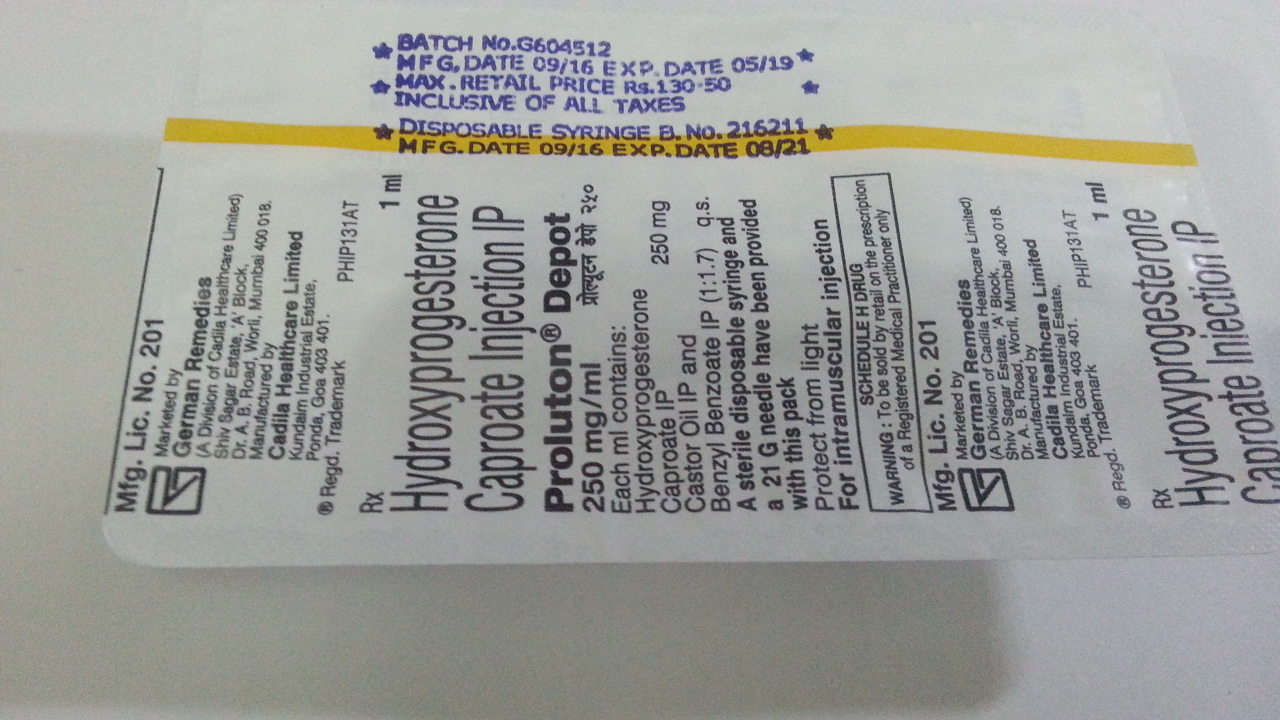 BATCH No.G604512
MFG.DATE 09/16 EXP.DATE 05/19
MAX.RETAIL PRICE Rs.130·50
INCLUSIVE OF ALL TAXES
DISPOSABLE SYRINGE B.No.216211
MFG.DATE 09/16 EXP.DATE 08/21
Mfg. Lic. No. 201
Marketed by
German Remedies
(A Division of Cadila Healthcare Limited)
Shiv Sagar Estate, 'A' Block,
Dr. A. B. Road, Worli, Mumbai 400 018.
Manufactured by
Cadila Healthcare Limited
Kundaim Industrial Estate,
Ponda, Goa 403 401.
® Regd. Trademark PHIP131AT
Rx 1 ml
Hydroxyprogesterone
Caproate Injection IP
Proluton® Depot
250 mg/ml प्रोल्यूटन डेपो २५०
Each ml contains:
Hydroxyprogesterone
Caproate IP 250 mg
Castor Oil IP and
Benzyl Benzoate IP (1:1.7) q.s.
A sterile disposable syringe and
a 21 G needle have been provided
with this pack
Protect from light
For intramuscular injection
SCHEDULE H DRUG
WARNING : To be sold by retail on the prescription
of a Registered Medical Practitioner only
Mfg. Lic. No. 201
Marketed by
German Remedies
(A Division of Cadila Healthcare Limited)
Shiv Sagar Estate, 'A' Block,
Dr. A. B. Road, Worli, Mumbai 400 018.
Manufactured by
Cadila Healthcare Limited
Kundaim Industrial Estate,
Ponda, Goa 403 401.
® Regd. Trademark PHIP131AT
Rx 1 ml
Hydroxyprogesterone
Caproate Injection IP